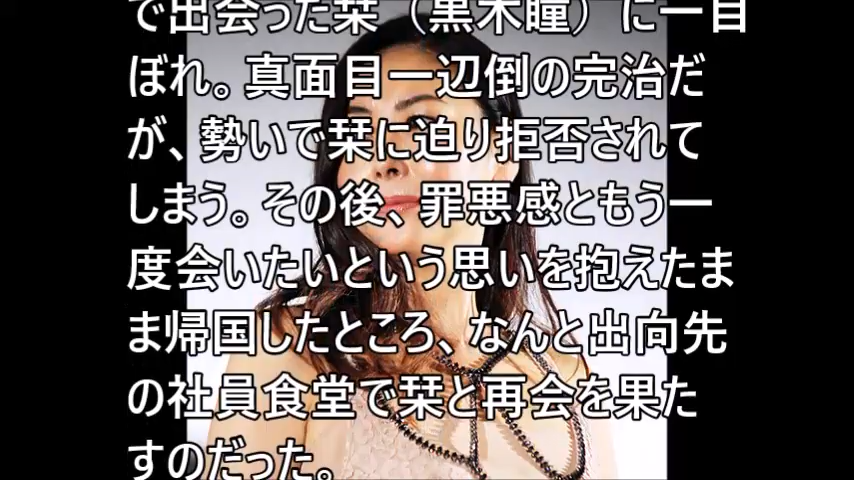 で出会った栞（黒木瞳）に一目
ぼれ。真面目一辺倒の完治だ
が、勢いで栞に迫り拒否されて
しまう。その後、罪悪感ともう一
度会いたいという思いを抱えたま
ま帰国したところ、なんと出向先
の社員食堂で栞と再会を果た
すのだった。